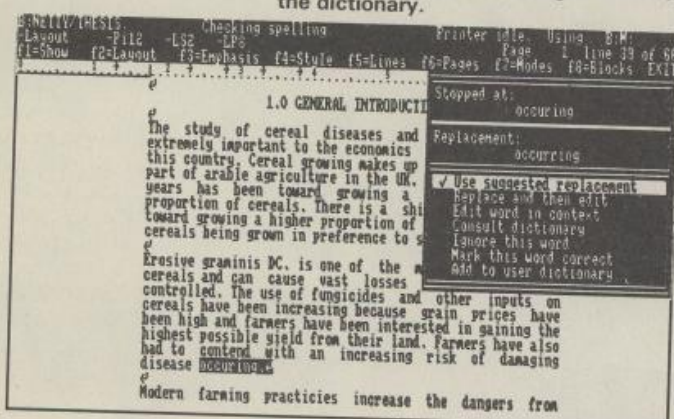 the dictionary.
B:NETTY/THESIS. Checking spelling Printer idle. Using B: M:
-Layout -Pi12 -LS2 -LP6 Page 1 line 39 of 60
f1=Show f2=Layout f3=Emphasis f4=Style f5=Lines f6=Pages f7=Modes f8=Blocks EXIT
1.0 GENERAL INTRODUCTI
The study of cereal diseases and
extremely important to the economics
this country. Cereal growing makes up
part of arable agriculture in the UK.
years has been toward growing a
proportion of cereals. There is a shi
toward growing a higher proportion of
cereals being grown in preference to s
Erosive graminis DC. is one of the m
cereals and can cause vast losses
controlled. The use of fungicides and other inputs on
cereals have been increasing because grain prices have
been high and farmers have been interested in gaining the
highest possible yield from their land. Farmers have also
had to contend with an increasing risk of damaging
disease occuring.
Modern farming practicies increase the dangers from
Stopped at:
occuring
Replacement:
occurring
✓ Use suggested replacement
Replace and then edit
Edit word in context
Consult dictionary
Ignore this word
Mark this word correct
Add to user dictionary